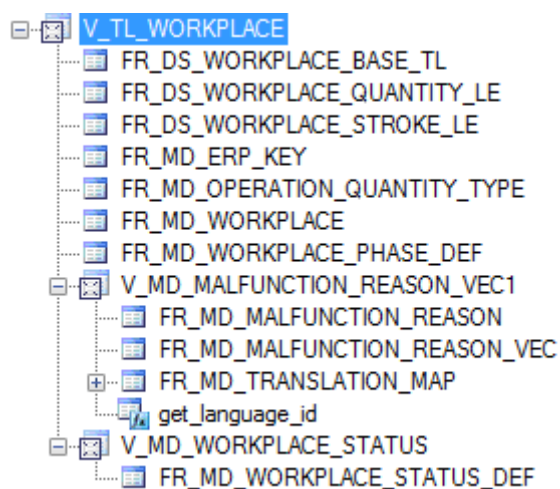 V_TL_WORKPLACE
FR_DS_WORKPLACE_BASE_TL
FR_DS_WORKPLACE_QUANTITY_LE
FR_DS_WORKPLACE_STROKE_LE
FR_MD_ERP_KEY
FR_MD_OPERATION_QUANTITY_TYPE
FR_MD_WORKPLACE
FR_MD_WORKPLACE_PHASE_DEF
V_MD_MALFUNCTION_REASON_VEC1
FR_MD_MALFUNCTION_REASON
FR_MD_MALFUNCTION_REASON_VEC
FR_MD_TRANSLATION_MAP
get_language_id
V_MD_WORKPLACE_STATUS
FR_MD_WORKPLACE_STATUS_DEF